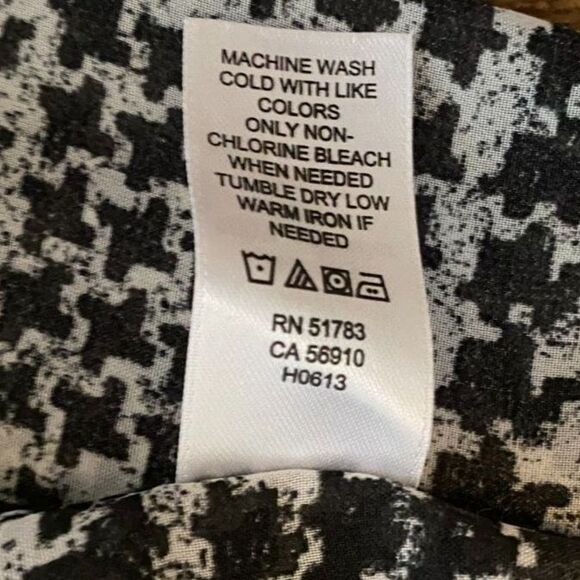 MACHINE WASH
COLD WITH LIKE
COLORS
ONLY NON-
CHLORINE BLEACH
WHEN NEEDED
TUMBLE DRY LOW
WARM IRON IF
NEEDED
RN 51783
CA 56910
H0613